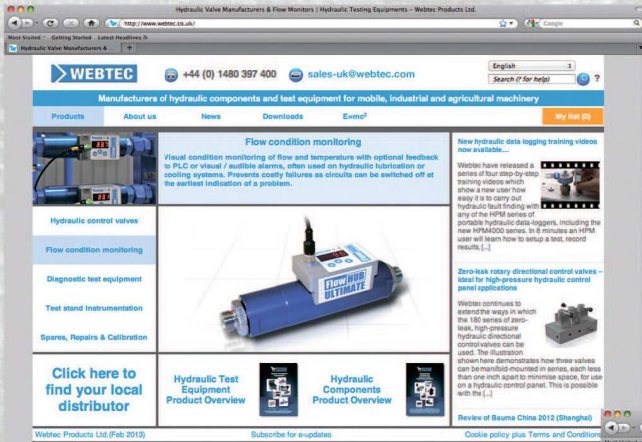 Hydraulic Valve Manufacturers & Flow Monitors | Hydraulic Testing Equipments – Webtec Products Ltd.
http://www.webtec.co.uk/
Google
Most Visited Getting Started Latest Headlines
Hydraulic Valve Manufacturers & ... +
WEBTEC
+44 (0) 1480 397 400
sales-uk@webtec.com
English
Search (? for help)
?
Manufacturers of hydraulic components and test equipment for mobile, industrial and agricultural machinery
Products About us News Downloads E=mc²
My list (0)
Flow condition monitoring
Visual condition monitoring of flow and temperature with optional feedback
to PLC or visual / audible alarms, often used on hydraulic lubrication or
cooling systems. Prevents costly failures as circuits can be switched off at
the earliest indication of a problem.
Hydraulic control valves
Flow condition monitoring
Diagnostic test equipment
Test stand Instrumentation
Spares, Repairs & Calibration
FlowHUB
ULTIMATE
Click here to
find your local
distributor
Hydraulic Test
Equipment
Product Overview
Hydraulic
Components
Product Overview
New hydraulic data logging training videos
now available...
Webtec have released a
series of four step-by-step
training videos which
show a new user how
easy it is to carry out
hydraulic fault finding with
any of the HPM series of
portable hydraulic data-loggers, including the
new HPM4000 series. In 8 minutes an HPM
user will learn how to setup a test, record
results, [...]
Zero-leak rotary directional control valves –
ideal for high-pressure hydraulic control
panel applications
Webtec continues to
extend the ways in which
the 180 series of zero-
leak, high-pressure
hydraulic directional
control valves can be
used. The illustration
shown here demonstrates how three valves
can be manifold-mounted in series, each less
than one inch apart to minimise space, for use
on a hydraulic control panel. This is possible
with the [...]
Review of Bauma China 2012 (Shanghai)
Webtec Products Ltd.(Feb 2013)
Subscribe for e-updates
Cookie policy plus Terms and Condition